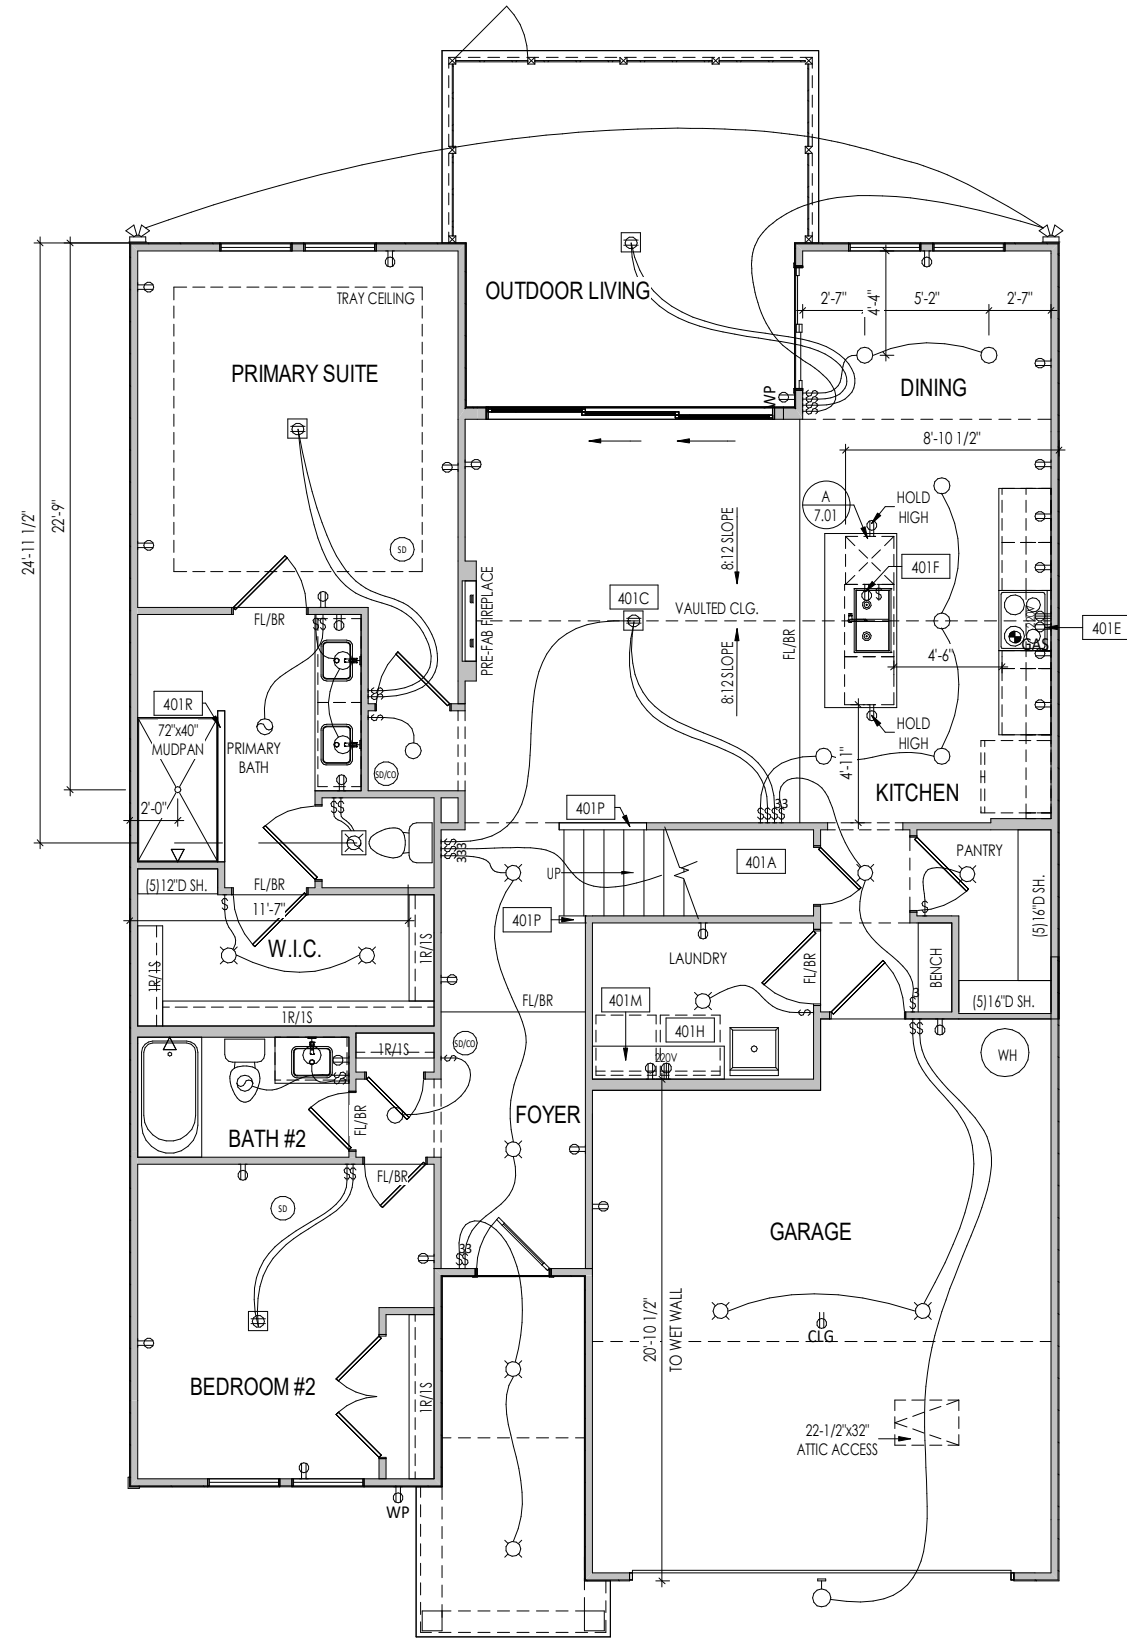 OUTDOOR LIVING
TRAY CEILING
PRIMARY SUITE
2'-7"
4'-4"
5'-2"
2'-7"
DINING
WP
24'-11 1/2"
22'-9"
8'-10 1/2"
A
7.01
HOLD
HIGH
SD
8:12 SLOPE
401F
PRE-FAB FIREPLACE
401C
VAULTED CLG.
FL/BR
GAS
401E
FL/BR
$$
4'-6"
8:12 SLOPE
401R
72"x40"
MUDPAN
PRIMARY
BATH
$$$
$
HOLD
HIGH
SD/CO
2'-0"
4'-11"
KITCHEN
33
$$$$
401P
$$
$$$
$$33
401A
PANTRY
UP
(5)12"D SH.
FL/BR
11'-7"
$
401P
(5)16"D SH.
W.I.C.
1R/1S
1R/1S
1R/1S
LAUNDRY
FL/BR
BENCH
FL/BR
401M
401H
3
$
$
(5)16"D SH.
$$
220V
WH
1R/1S
SD/CO
$
$$
FL/BR
BATH #2
FOYER
FL/BR
$$
SD
GARAGE
33
$$
20'-10 1/2"
TO WET WALL
CLG
BEDROOM #2
1R/1S
22-1/2"x32"
ATTIC ACCESS
WP